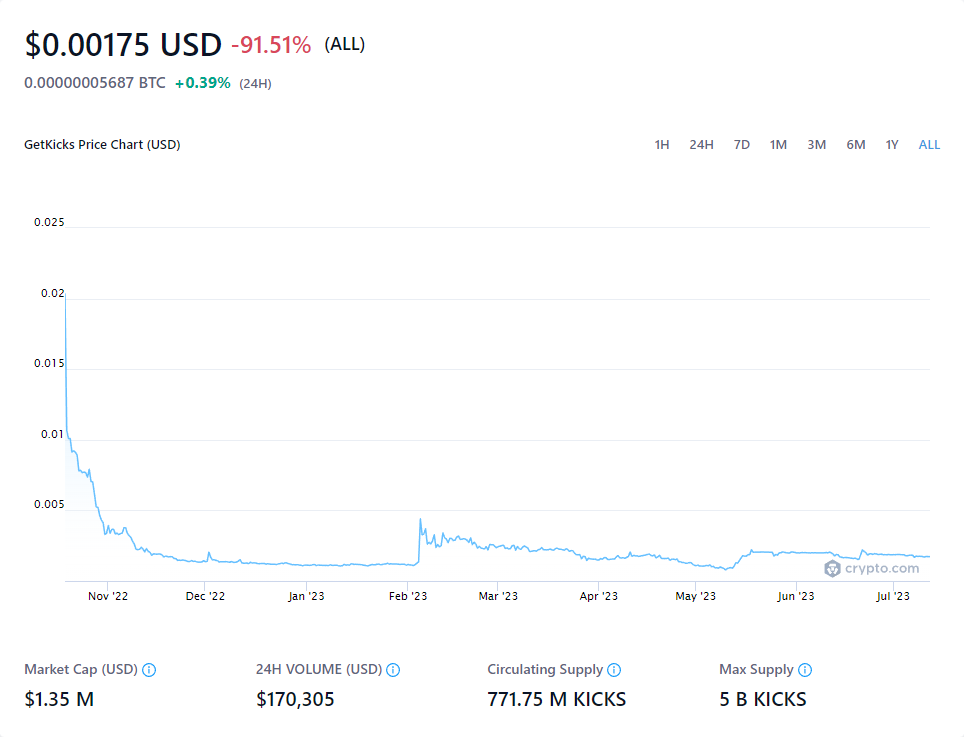 $0.00175 USD -91.51% (ALL)
0.00000005687 BTC +0.39% (24H)
GetKicks Price Chart (USD) 1H 24H 7D 1M 3M 6M 1Y ALL
0.025
0.02
0.015
0.01
0.005
crypto.com
Nov '22 Dec '22 Jan '23 Feb '23 Mar '23 Apr '23 May '23 Jun '23 Jul '23
Market Cap (USD) 24H VOLUME (USD) Circulating Supply Max Supply
$1.35 M $170,305 771.75 M KICKS 5 B KICKS